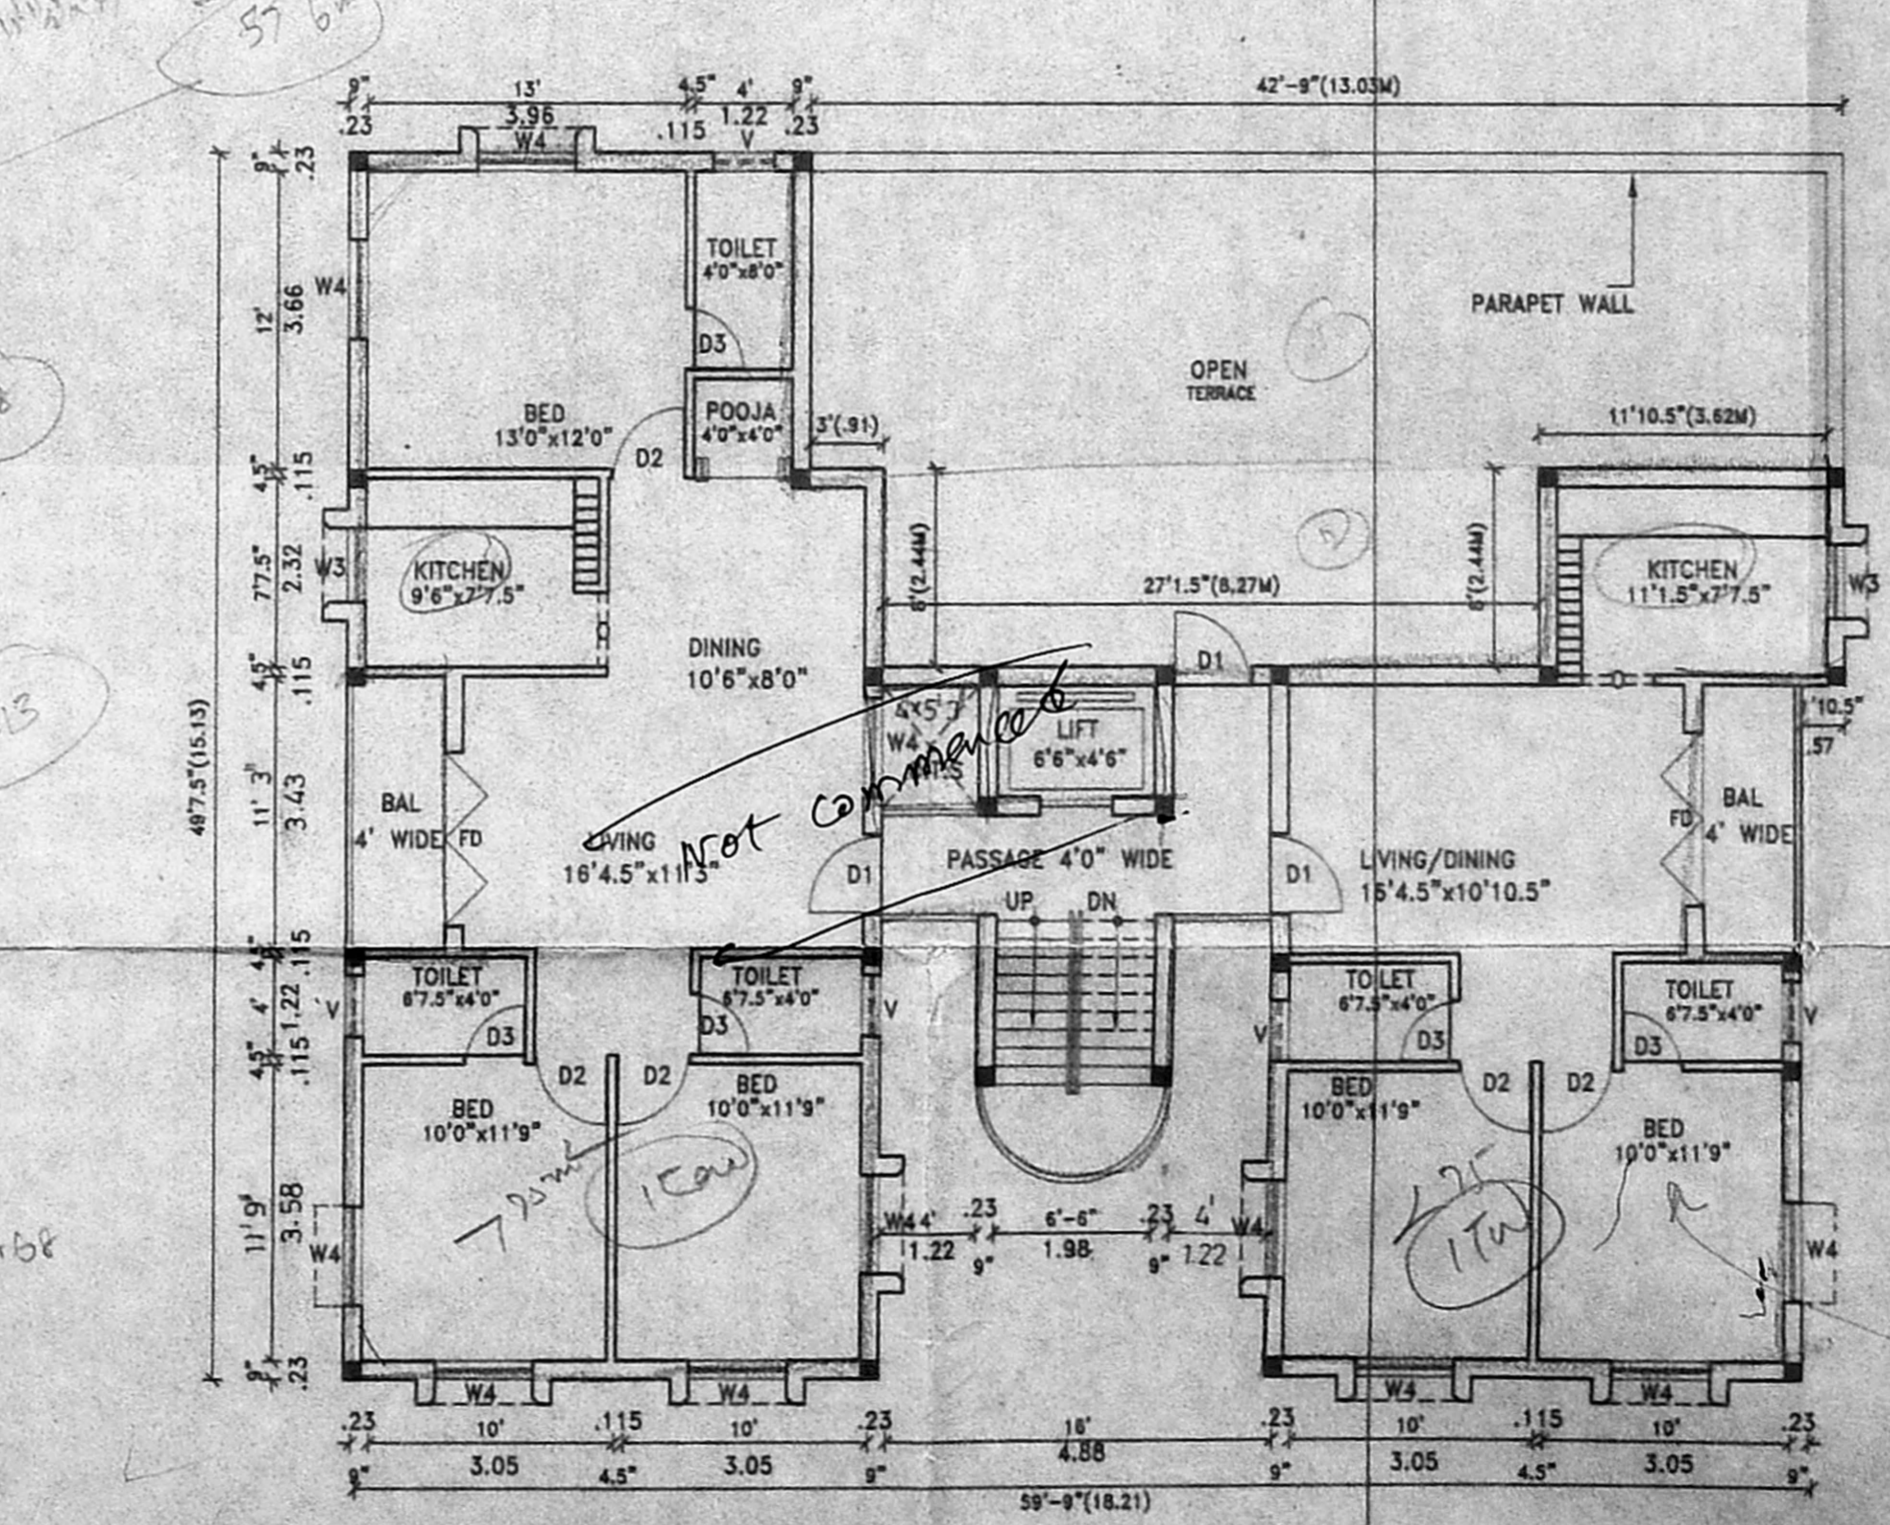 57 6
9" 13' 4.5" 4' 9" 42'-9"(13.03M)
.23 3.96 .115 1.22 .23
W4 V
9" .23
TOILET
4'0"x8'0"
W4
12' 3.66
PARAPET WALL
D3
OPEN
TERRACE
BED
13'0"x12'0"
POOJA
4'0"x4'0"
3'(.91)
11'10.5"(3.62M)
D2
4.5" .115
8'(2.44M)
8'(2.44M)
7'7.5" 2.32
W3
KITCHEN
9'6"x7'7.5"
27'1.5"(8.27M)
KITCHEN
11'1.5"x7'7.5"
W3
DINING
10'6"x8'0"
D1
4.5" .115
13
1'10.5"
.57
W4
LIFT
6'6"x4'6"
49'7.5"(15.13)
11' 3" 3.43
BAL
4' WIDE
FD
Not commenced
LIVING
16'4.5"x11'3"
D1
PASSAGE 4'0" WIDE
UP DN
D1
LIVING/DINING
16'4.5"x10'10.5"
FD
BAL
4' WIDE
4.5" .115
TOILET
6'7.5"x4'0"
TOILET
6'7.5"x4'0"
TOILET
6'7.5"x4'0"
TOILET
6'7.5"x4'0"
4' 1.22
V D3 D3 V V D3 D3 V
4.5" .115
D2 D2 D2 D2
BED
10'0"x11'9"
BED
10'0"x11'9"
BED
10'0"x11'9"
BED
10'0"x11'9"
11'9" 3.58
W4
W4 4' .23 6'-6" .23 4' W4
1.22 9" 1.98 9" 1.22
W4
9" .23
W4 W4 W4 W4
.23 10' .115 10' .23 16' .23 10' .115 10' .23
9" 3.05 4.5" 3.05 9" 4.88 9" 3.05 4.5" 3.05 9"
59'-9"(18.21)